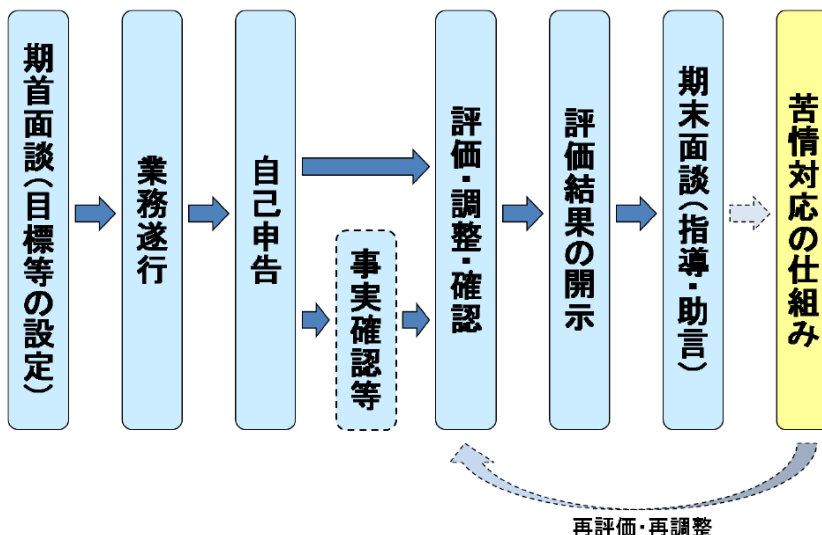 期首面談(目標等の設定)
業務遂行
自己申告
事実確認等
評価・調整・確認
評価結果の開示
期末面談(指導・助言)
苦情対応の仕組み
再評価・再調整